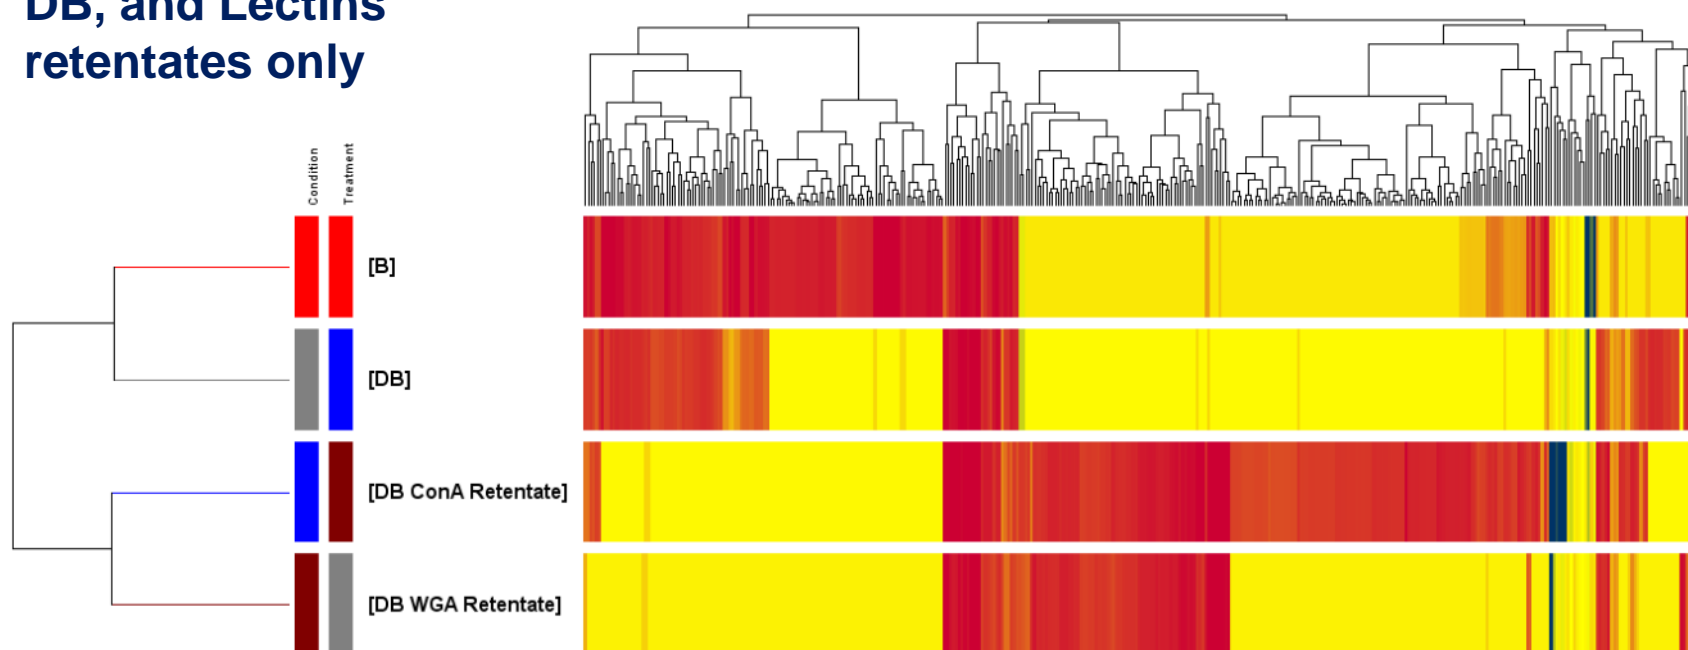 DB, and Lectins
retentates only
Condition
Treatment
[B]
[DB]
[DB ConA Retentate]
[DB WGA Retentate]